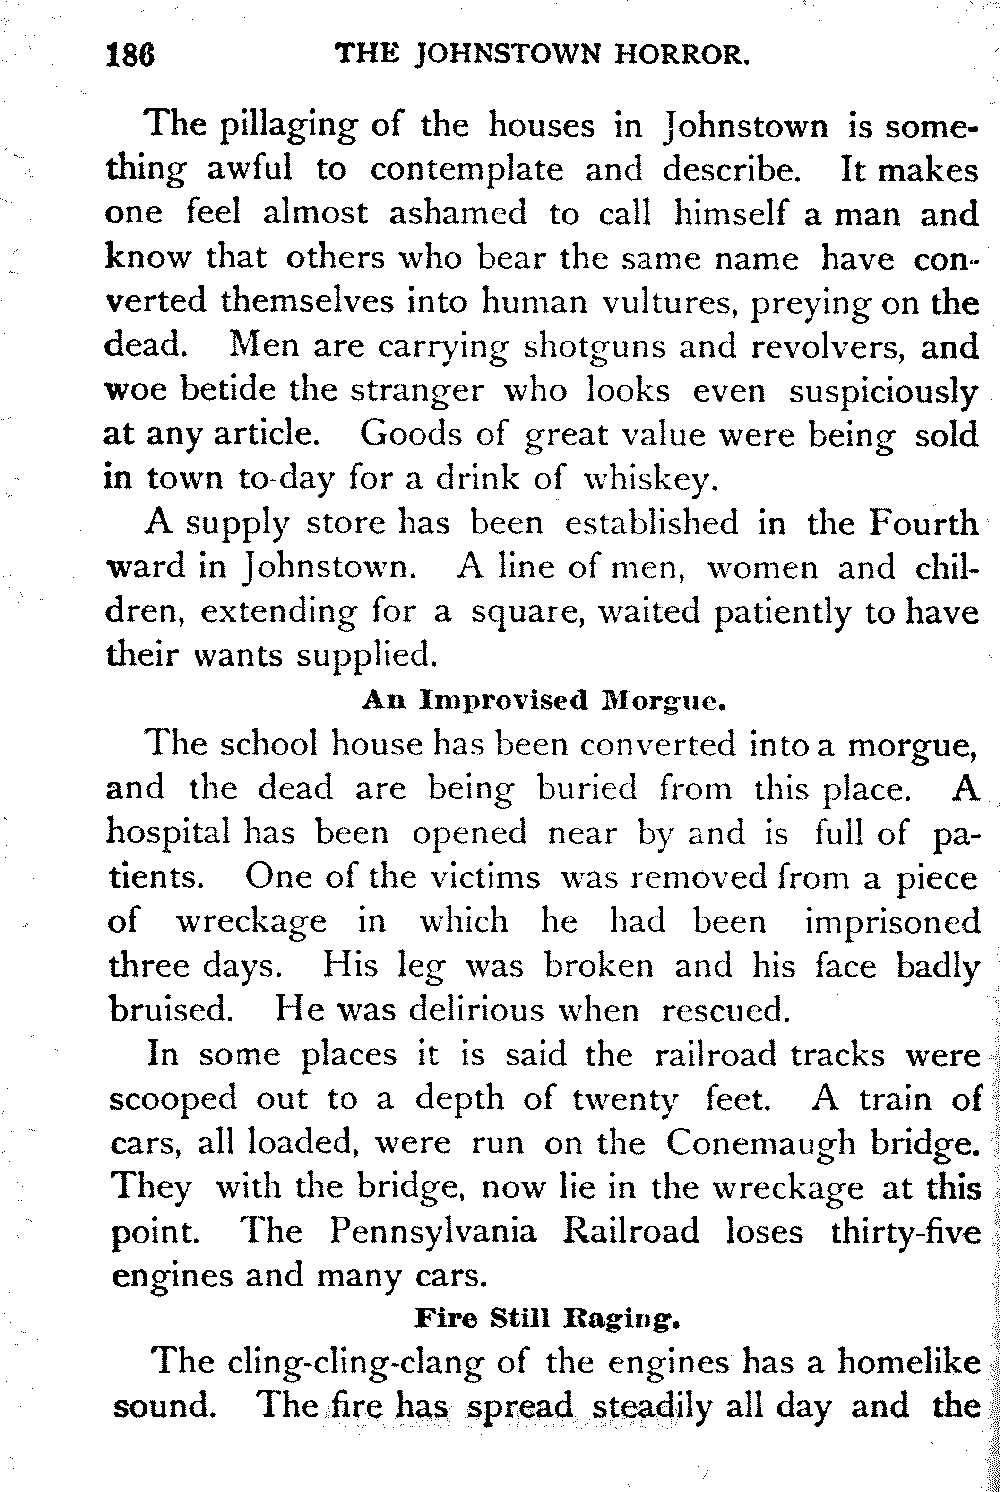 186 THE JOHNSTOWN HORROR.
The pillaging of the houses in Johnstown is some-
thing awful to contemplate and describe. It makes
one feel almost ashamed to call himself a man and
know that others who bear the same name have con-
verted themselves into human vultures, preying on the
dead. Men are carrying shotguns and revolvers, and
woe betide the stranger who looks even suspiciously
at any article. Goods of great value were being sold
in town to-day for a drink of whiskey.
A supply store has been established in the Fourth
ward in Johnstown. A line of men, women and chil-
dren, extending for a square, waited patiently to have
their wants supplied.
An Improvised Morgue.
The school house has been converted into a morgue,
and the dead are being buried from this place. A
hospital has been opened near by and is full of pa-
tients. One of the victims was removed from a piece
of wreckage in which he had been imprisoned
three days. His leg was broken and his face badly
bruised. He was delirious when rescued.
In some places it is said the railroad tracks were
scooped out to a depth of twenty feet. A train of
cars, all loaded, were run on the Conemaugh bridge.
They with the bridge, now lie in the wreckage at this
point. The Pennsylvania Railroad loses thirty-five
engines and many cars.
Fire Still Raging.
The cling-cling-clang of the engines has a homelike
sound. The fire has spread steadily all day and the